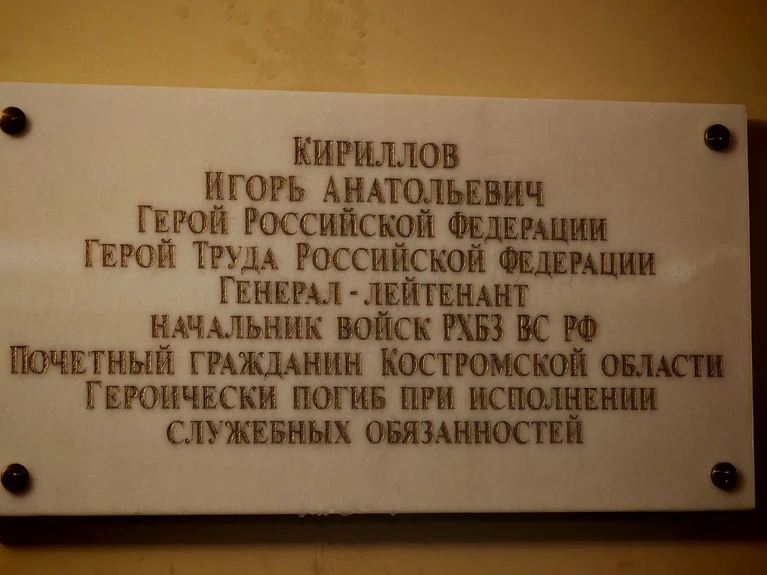 Кириллов
Игорь Анатольевич
Герой Российской Федерации
Герой Труда Российской Федерации
Генерал - лейтенант
начальник войск РХБЗ ВС РФ
Почетный гражданин Костромской области
Героически погиб при исполнении
служебных обязанностей